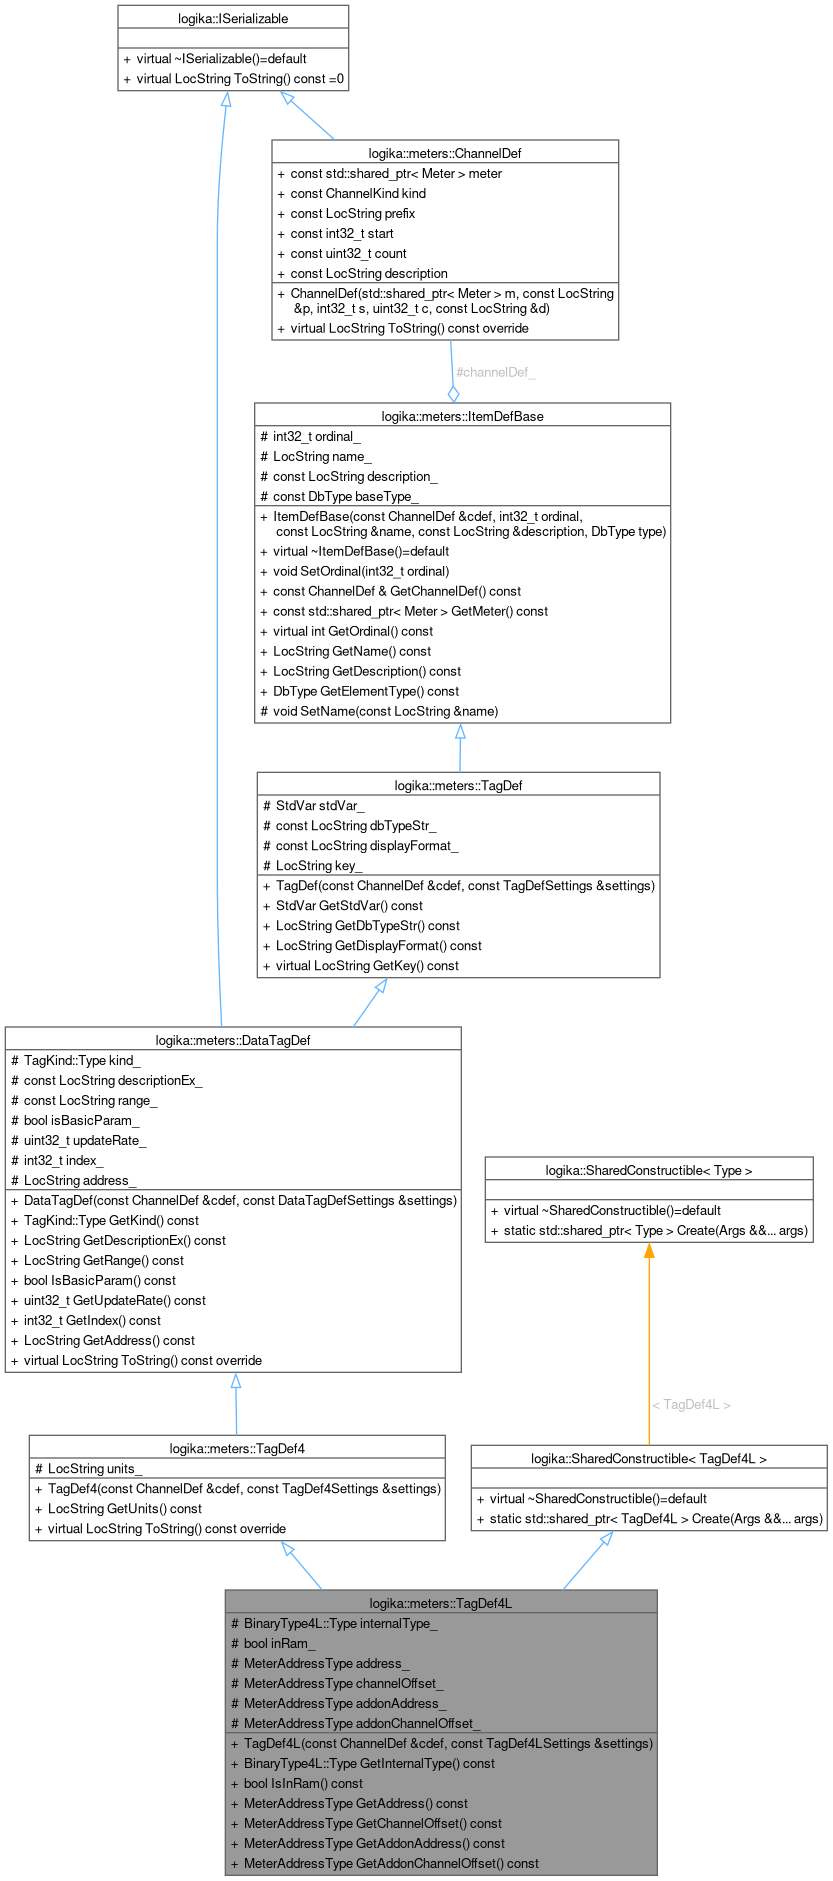 logika::ISerializable
+ virtual ~ISerializable()=default
+ virtual LocString ToString() const =0
logika::meters::ChannelDef
+ const std::shared_ptr< Meter > meter
+ const ChannelKind kind
+ const LocString prefix
+ const int32_t start
+ const uint32_t count
+ const LocString description
+ ChannelDef(std::shared_ptr< Meter > m, const LocString
&p, int32_t s, uint32_t c, const LocString &d)
+ virtual LocString ToString() const override
#channelDef_
logika::meters::ItemDefBase
# int32_t ordinal_
# LocString name_
# const LocString description_
# const DbType baseType_
+ ItemDefBase(const ChannelDef &cdef, int32_t ordinal,
const LocString &name, const LocString &description, DbType type)
+ virtual ~ItemDefBase()=default
+ void SetOrdinal(int32_t ordinal)
+ const ChannelDef & GetChannelDef() const
+ const std::shared_ptr< Meter > GetMeter() const
+ virtual int GetOrdinal() const
+ LocString GetName() const
+ LocString GetDescription() const
+ DbType GetElementType() const
# void SetName(const LocString &name)
logika::meters::TagDef
# StdVar stdVar_
# const LocString dbTypeStr_
# const LocString displayFormat_
# LocString key_
+ TagDef(const ChannelDef &cdef, const TagDefSettings &settings)
+ StdVar GetStdVar() const
+ LocString GetDbTypeStr() const
+ LocString GetDisplayFormat() const
+ virtual LocString GetKey() const
logika::meters::DataTagDef
# TagKind::Type kind_
# const LocString descriptionEx_
# const LocString range_
# bool isBasicParam_
# uint32_t updateRate_
# int32_t index_
# LocString address_
+ DataTagDef(const ChannelDef &cdef, const DataTagDefSettings &settings)
+ TagKind::Type GetKind() const
+ LocString GetDescriptionEx() const
+ LocString GetRange() const
+ bool IsBasicParam() const
+ uint32_t GetUpdateRate() const
+ int32_t GetIndex() const
+ LocString GetAddress() const
+ virtual LocString ToString() const override
logika::SharedConstructible< Type >
+ virtual ~SharedConstructible()=default
+ static std::shared_ptr< Type > Create(Args &&... args)
< TagDef4L >
logika::meters::TagDef4
# LocString units_
+ TagDef4(const ChannelDef &cdef, const TagDef4Settings &settings)
+ LocString GetUnits() const
+ virtual LocString ToString() const override
logika::SharedConstructible< TagDef4L >
+ virtual ~SharedConstructible()=default
+ static std::shared_ptr< TagDef4L > Create(Args &&... args)
logika::meters::TagDef4L
# BinaryType4L::Type internalType_
# bool inRam_
# MeterAddressType address_
# MeterAddressType channelOffset_
# MeterAddressType addonAddress_
# MeterAddressType addonChannelOffset_
+ TagDef4L(const ChannelDef &cdef, const TagDef4LSettings &settings)
+ BinaryType4L::Type GetInternalType() const
+ bool IsInRam() const
+ MeterAddressType GetAddress() const
+ MeterAddressType GetChannelOffset() const
+ MeterAddressType GetAddonAddress() const
+ MeterAddressType GetAddonChannelOffset() const